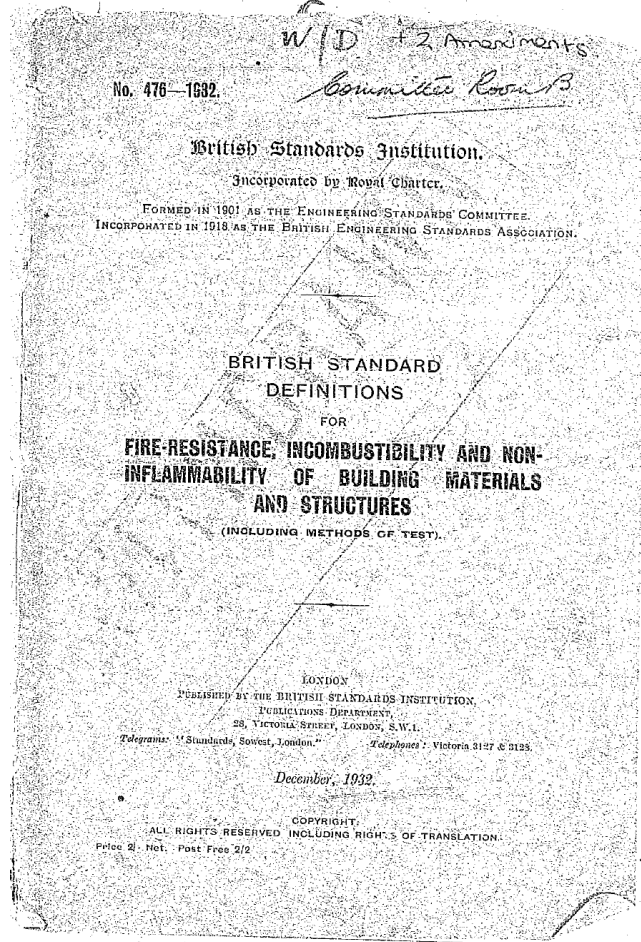 W/D + 2 Amendments
No. 476—1932.
Committee Room B
British Standards Institution.
Incorporated by Royal Charter.
FORMED IN 1901 AS THE ENGINEERING STANDARDS COMMITTEE.
INCORPORATED IN 1918 AS THE BRITISH ENGINEERING STANDARDS ASSOCIATION.
BRITISH STANDARD
DEFINITIONS
FOR
FIRE-RESISTANCE, INCOMBUSTIBILITY AND NON-
INFLAMMABILITY OF BUILDING MATERIALS
AND STRUCTURES
(INCLUDING METHODS OF TEST).
LONDON
PUBLISHED BY THE BRITISH STANDARDS INSTITUTION,
PUBLICATIONS DEPARTMENT,
28, VICTORIA STREET, LONDON, S.W.1.
Telegrams: "Standards, Sowest, London." Telephones: Victoria 3127 & 3128.
December, 1932.
COPYRIGHT:
ALL RIGHTS RESERVED INCLUDING RIGHTS OF TRANSLATION.
Price 2/- Net. Post Free 2/2